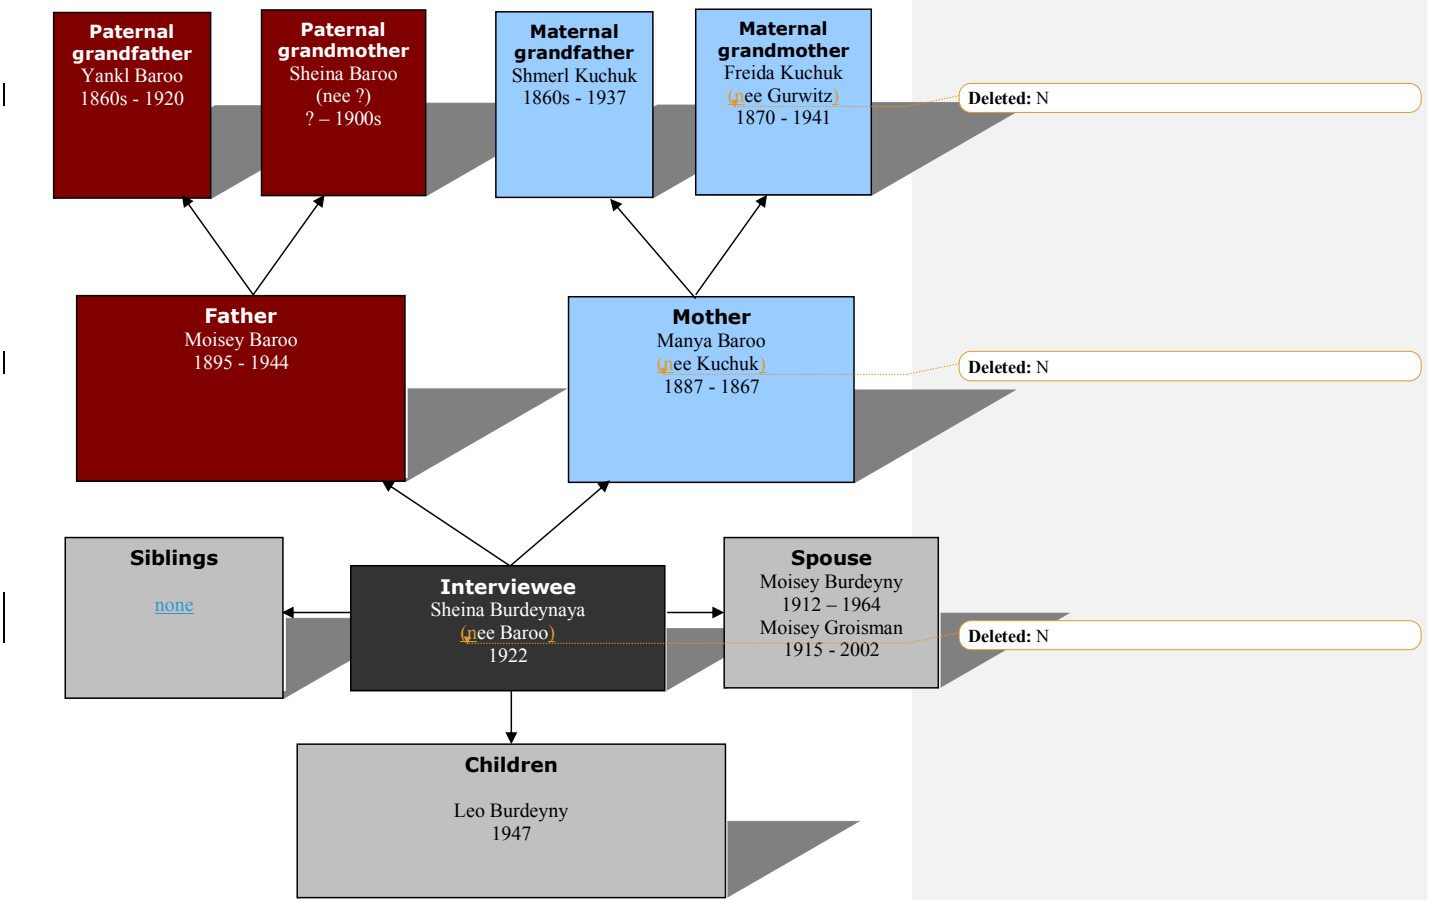 Paternal
grandfather
Yankl Baroo
1860s - 1920
Paternal
grandmother
Sheina Baroo
(nee ?)
? – 1900s
Maternal
grandfather
Shmerl Kuchuk
1860s - 1937
Maternal
grandmother
Freida Kuchuk
(nee Gurwitz)
1870 - 1941
Deleted: N
Father
Moisey Baroo
1895 - 1944
Mother
Manya Baroo
(nee Kuchuk)
1887 - 1867
Deleted: N
Siblings
none
Interviewee
Sheina Burdeynaya
(nee Baroo)
1922
Spouse
Moisey Burdeyny
1912 – 1964
Moisey Groisman
1915 - 2002
Deleted: N
Children
Leo Burdeyny
1947